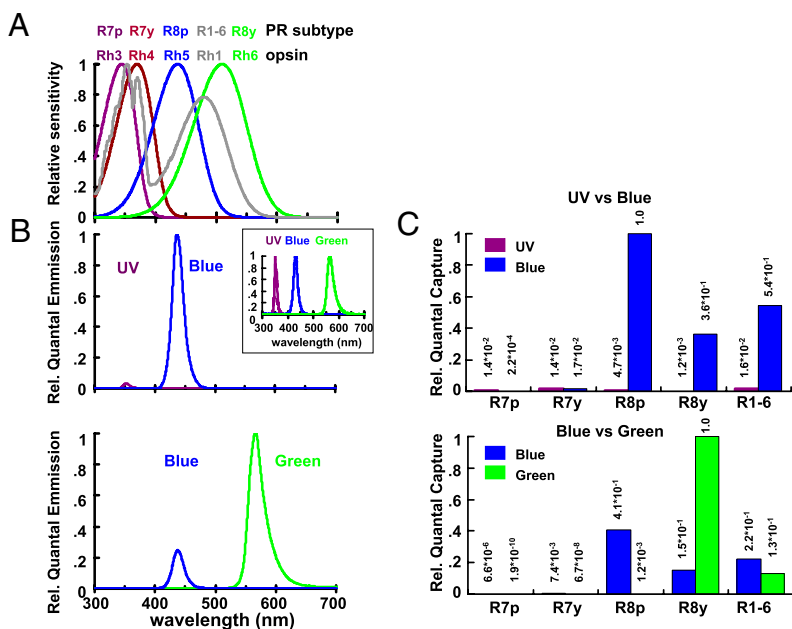 A
R7p R7y R8p R1-6 R8y PR subtype
Rh3 Rh4 Rh5 Rh1 Rh6 opsin
Relative sensitivity
1
.8
.6
.4
.2
0
B
Rel. Quantal Emmission
1
.8
.6
.4
.2
0
UV
Blue
UV Blue Green
1
.8
.6
.4
.2
0
300 400 500 600 700
wavelength (nm)
Rel. Quantal Emmission
1
.8
.6
.4
.2
0
Blue
Green
300 400 500 600 700
wavelength (nm)
C
UV vs Blue
Rel. Quantal Capture
1
.8
.6
.4
.2
0
UV
Blue
1.4*10-2
2.2*10-4
1.4*10-2
1.7*10-2
4.7*10-3
1.0
1.2*10-3
3.6*10-1
1.6*10-2
5.4*10-1
R7p R7y R8p R8y R1-6
Blue vs Green
Rel. Quantal Capture
1
.8
.6
.4
.2
0
Blue
Green
6.6*10-6
1.9*10-10
7.4*10-3
6.7*10-8
4.1*10-1
1.2*10-3
1.5*10-1
1.0
2.2*10-1
1.3*10-1
R7p R7y R8p R8y R1-6